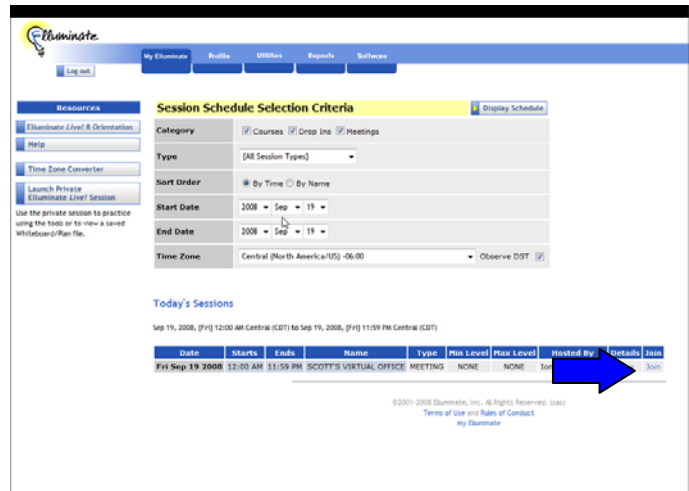 Elluminate.
My Elluminate Profile Utilities Reports Software
Log out
Resources
Elluminate Live! 8 Orientation
Help
Time Zone Converter
Launch Private
Elluminate Live! Session
Use the private session to practice
using the tools or to view a saved
Whiteboard/Plan file.
Session Schedule Selection Criteria
Display Schedule
Category Courses Drop Ins Meetings
Type [All Session Types]
Sort Order By Time By Name
Start Date 2008 Sep 19
End Date 2008 Sep 19
Time Zone Central (North America/US) -06:00 Observe DST
Today's Sessions
Sep 19, 2008, [Fri] 12:00 AM Central (CDT) to Sep 19, 2008, [Fri] 11:59 PM Central (CDT)
Date Starts Ends Name Type Min Level Max Level Hosted By Details Join
Fri Sep 19 2008 12:00 AM 11:59 PM SCOTT'S VIRTUAL OFFICE MEETING NONE NONE Join
©2001-2008 Elluminate, Inc. All Rights Reserved. (sas)
Terms of Use and Rules of Conduct
My Elluminate